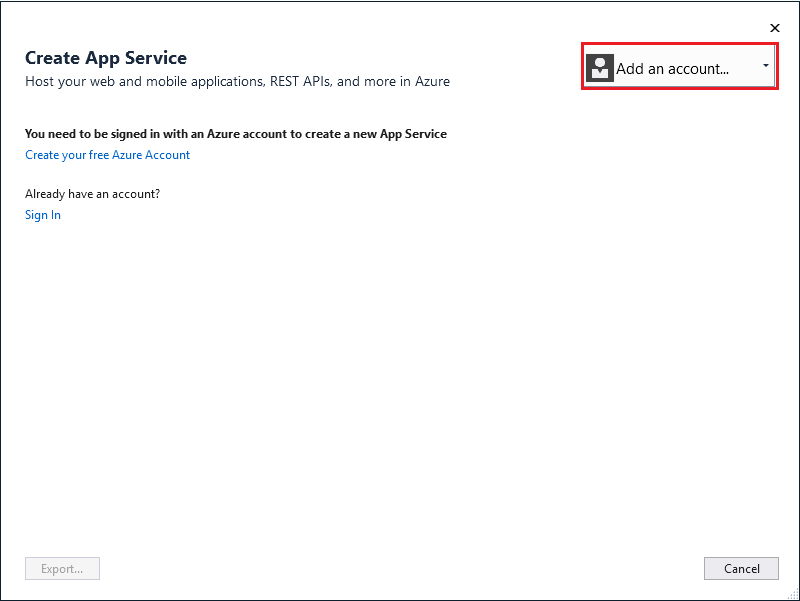 Create App Service
Host your web and mobile applications, REST APIs, and more in Azure
Add an account...
You need to be signed in with an Azure account to create a new App Service
Create your free Azure Account
Already have an account?
Sign In
Export...
Cancel